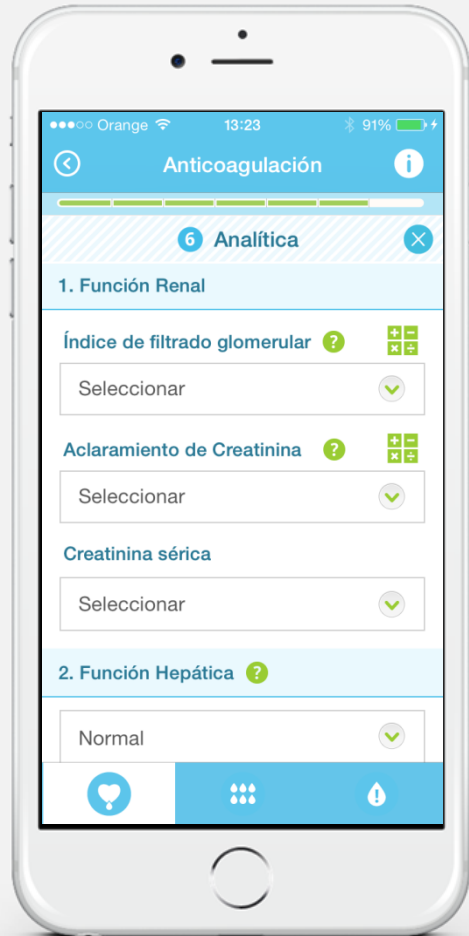 Orange 13:23 91%
Anticoagulación i
6 Analítica
1. Función Renal
Índice de filtrado glomerular ?
Seleccionar
Aclaramiento de Creatinina ?
Seleccionar
Creatinina sérica
Seleccionar
2. Función Hepática ?
Normal